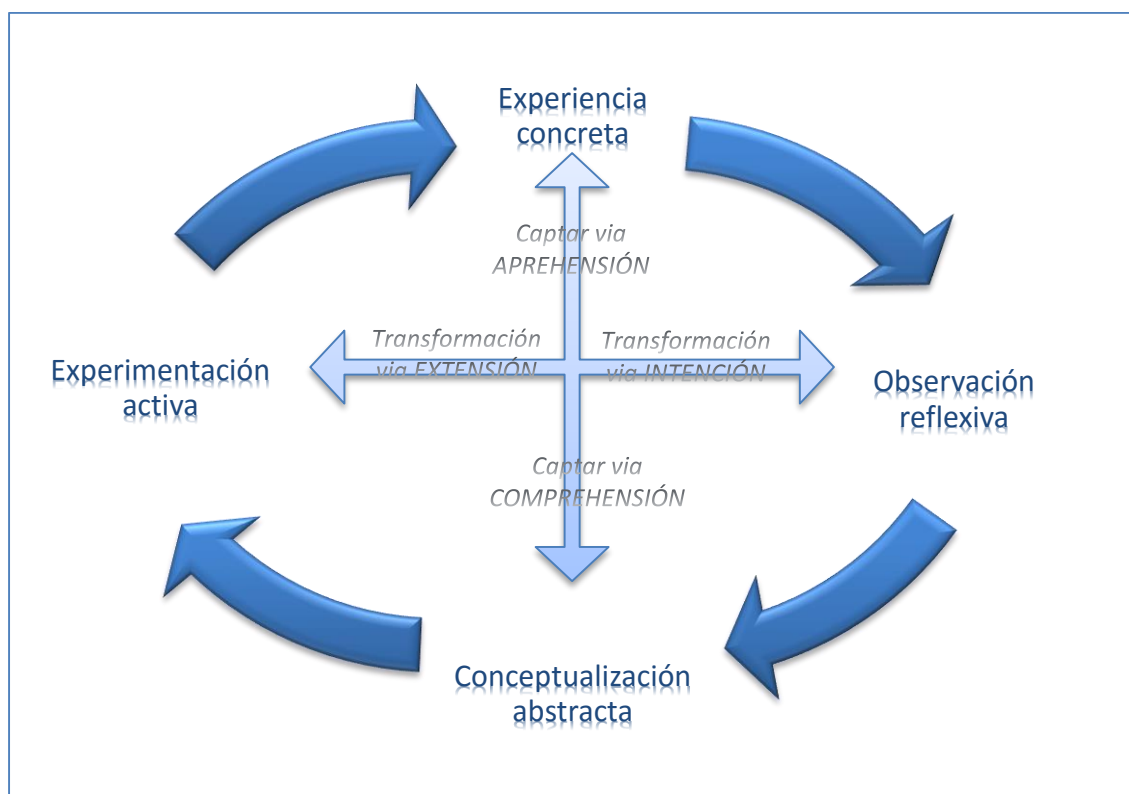 Experiencia
concreta
Captar via
APREHENSIÓN
Transformación
via EXTENSIÓN
Transformación
via INTENCIÓN
Experimentación
activa
Observación
reflexiva
Captar via
COMPREHENSIÓN
Conceptualización
abstracta